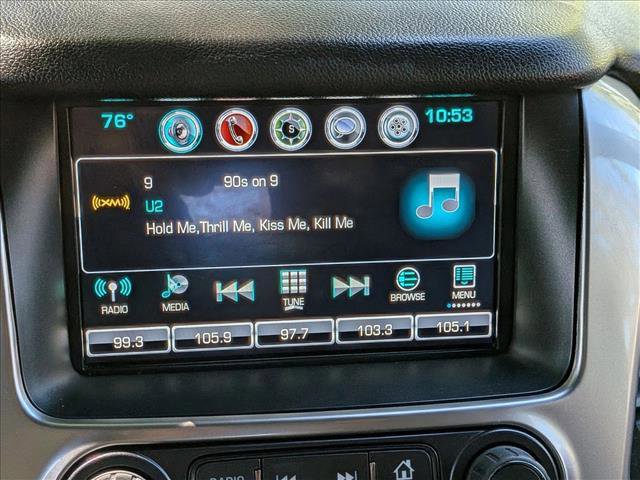 76° S 10:53
9 90s on 9
((XM)) U2
Hold Me,Thrill Me, Kiss Me, Kill Me
RADIO MEDIA TUNE BROWSE MENU
99.3 105.9 97.7 103.3 105.1
RADIO